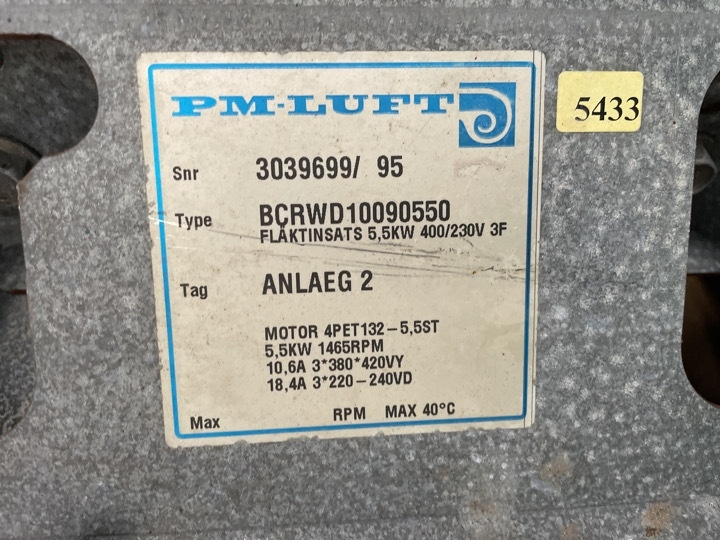 PM-LUFT
5433
Snr 3039699/ 95
Type BCRWD10090550
FLÄKTINSATS 5,5KW 400/230V 3F
Tag ANLAEG 2
MOTOR 4PET132-5,5ST
5,5KW 1465RPM
10,6A 3*380*420VY
18,4A 3*220-240VD
Max RPM MAX 40°C